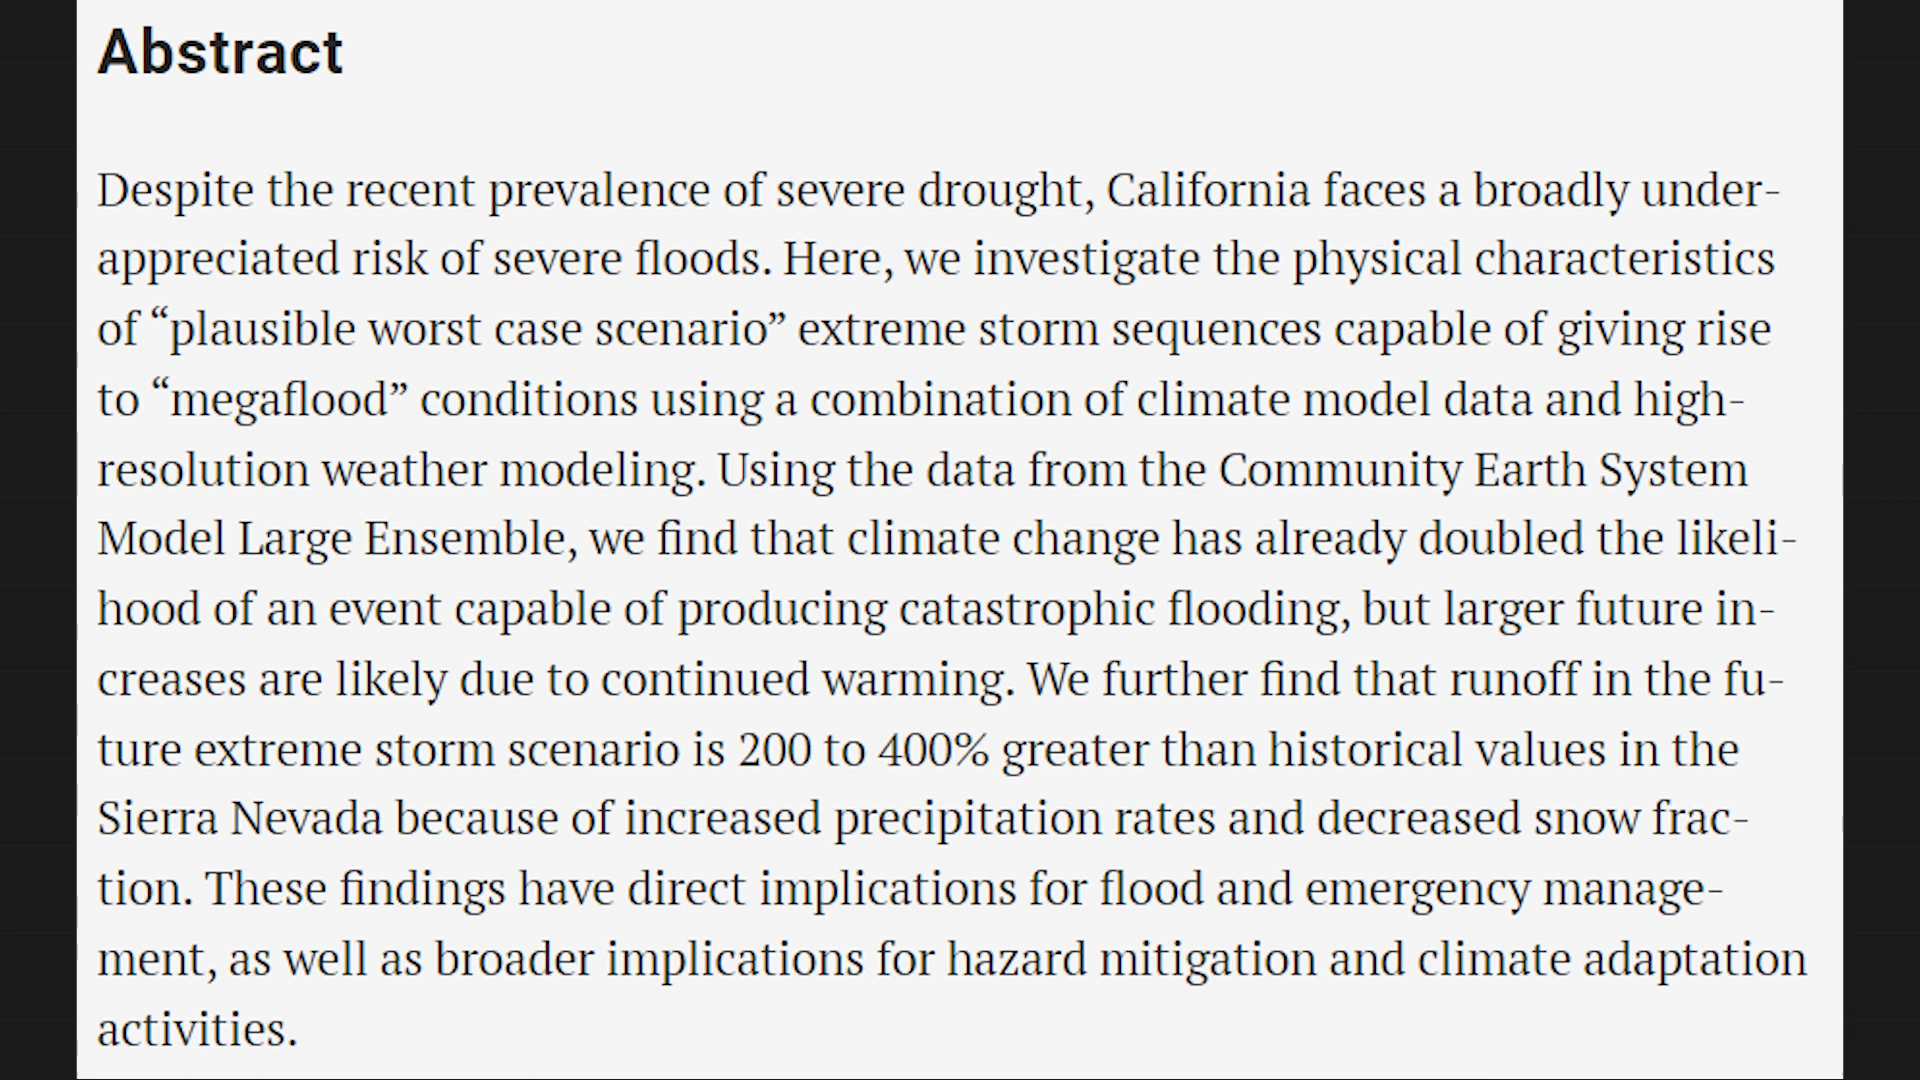 Abstract
Despite the recent prevalence of severe drought, California faces a broadly under-
appreciated risk of severe floods. Here, we investigate the physical characteristics
of “plausible worst case scenario” extreme storm sequences capable of giving rise
to “megaflood” conditions using a combination of climate model data and high-
resolution weather modeling. Using the data from the Community Earth System
Model Large Ensemble, we find that climate change has already doubled the likeli-
hood of an event capable of producing catastrophic flooding, but larger future in-
creases are likely due to continued warming. We further find that runoff in the fu-
ture extreme storm scenario is 200 to 400% greater than historical values in the
Sierra Nevada because of increased precipitation rates and decreased snow frac-
tion. These findings have direct implications for flood and emergency manage-
ment, as well as broader implications for hazard mitigation and climate adaptation
activities.